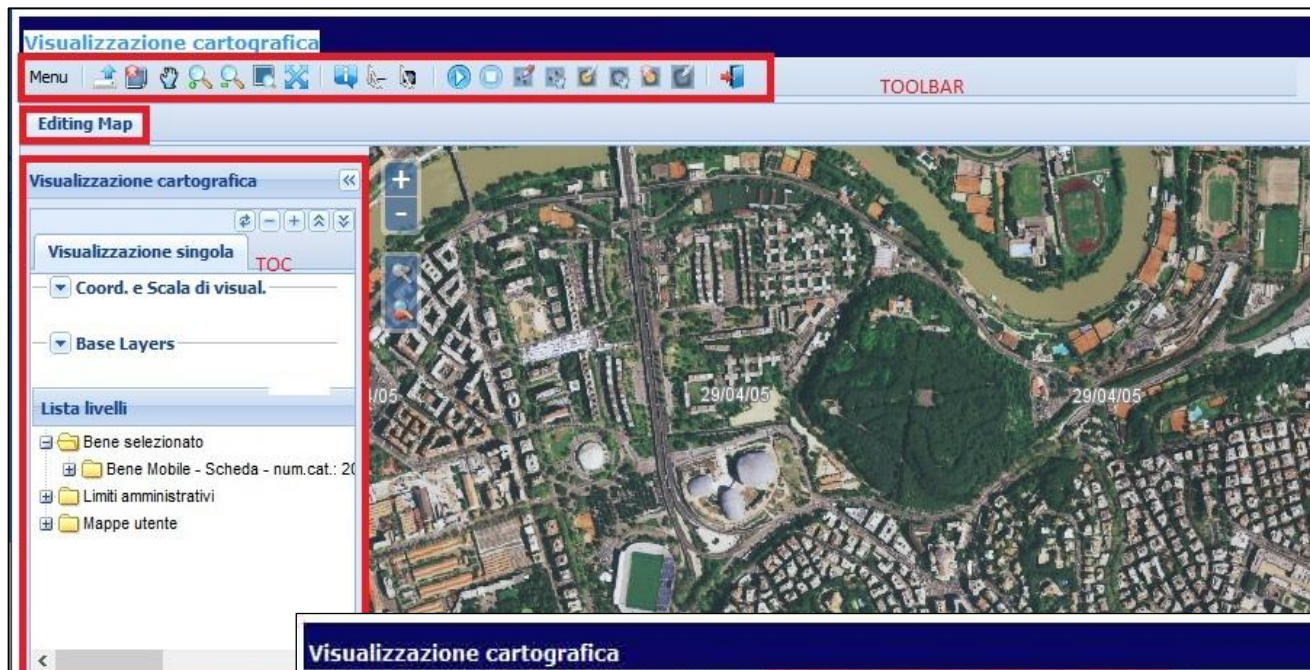 Visualizzazione cartografica
Menu
TOOLBAR
Editing Map
Visualizzazione cartografica
Visualizzazione singola
TOC
Coord. e Scala di visual.
Base Layers
Lista livelli
Bene selezionato
Bene Mobile - Scheda - num.cat.: 20
Limiti amministrativi
Mappe utente
/05
29/04/05
29/04/05
Visualizzazione cartografica